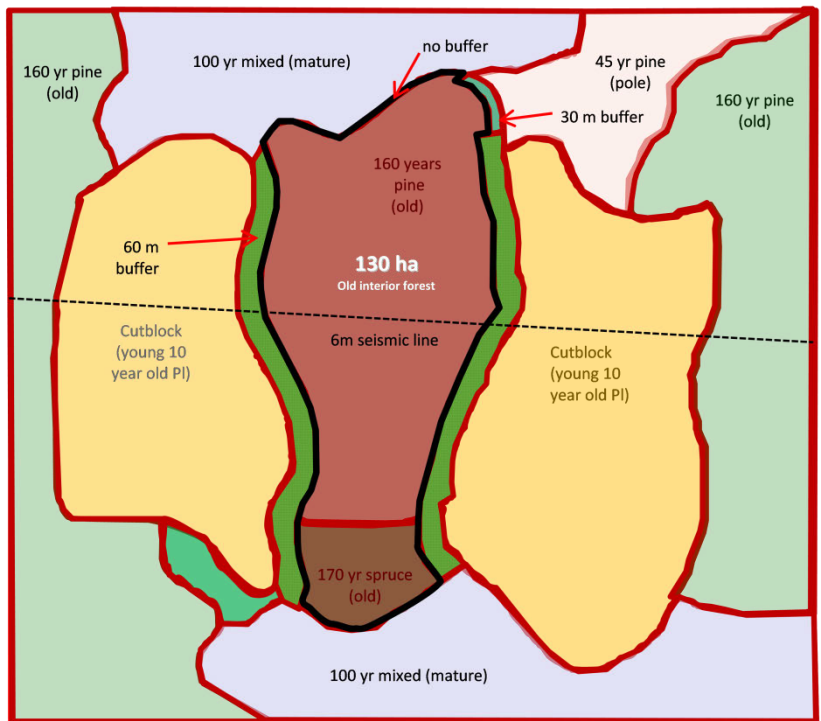 no buffer
160 yr pine
(old)
100 yr mixed (mature)
45 yr pine
(pole)
160 yr pine
(old)
30 m buffer
160 years
pine
(old)
60 m
buffer
130 ha
Old interior forest
6m seismic line
Cutblock
(young 10
year old Pl)
Cutblock
(young 10
year old Pl)
170 yr spruce
(old)
100 yr mixed (mature)